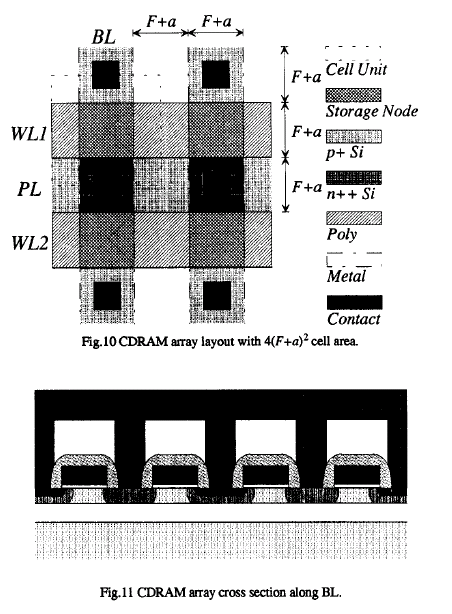 F+a F+a
BL
F+a
Cell Unit
WL1
F+a
Storage Node
p+ Si
PL
F+a
n++ Si
WL2
Poly
Metal
Contact
Fig.10 CDRAM array layout with 4(F+a)² cell area.
Fig.11 CDRAM array cross section along BL.